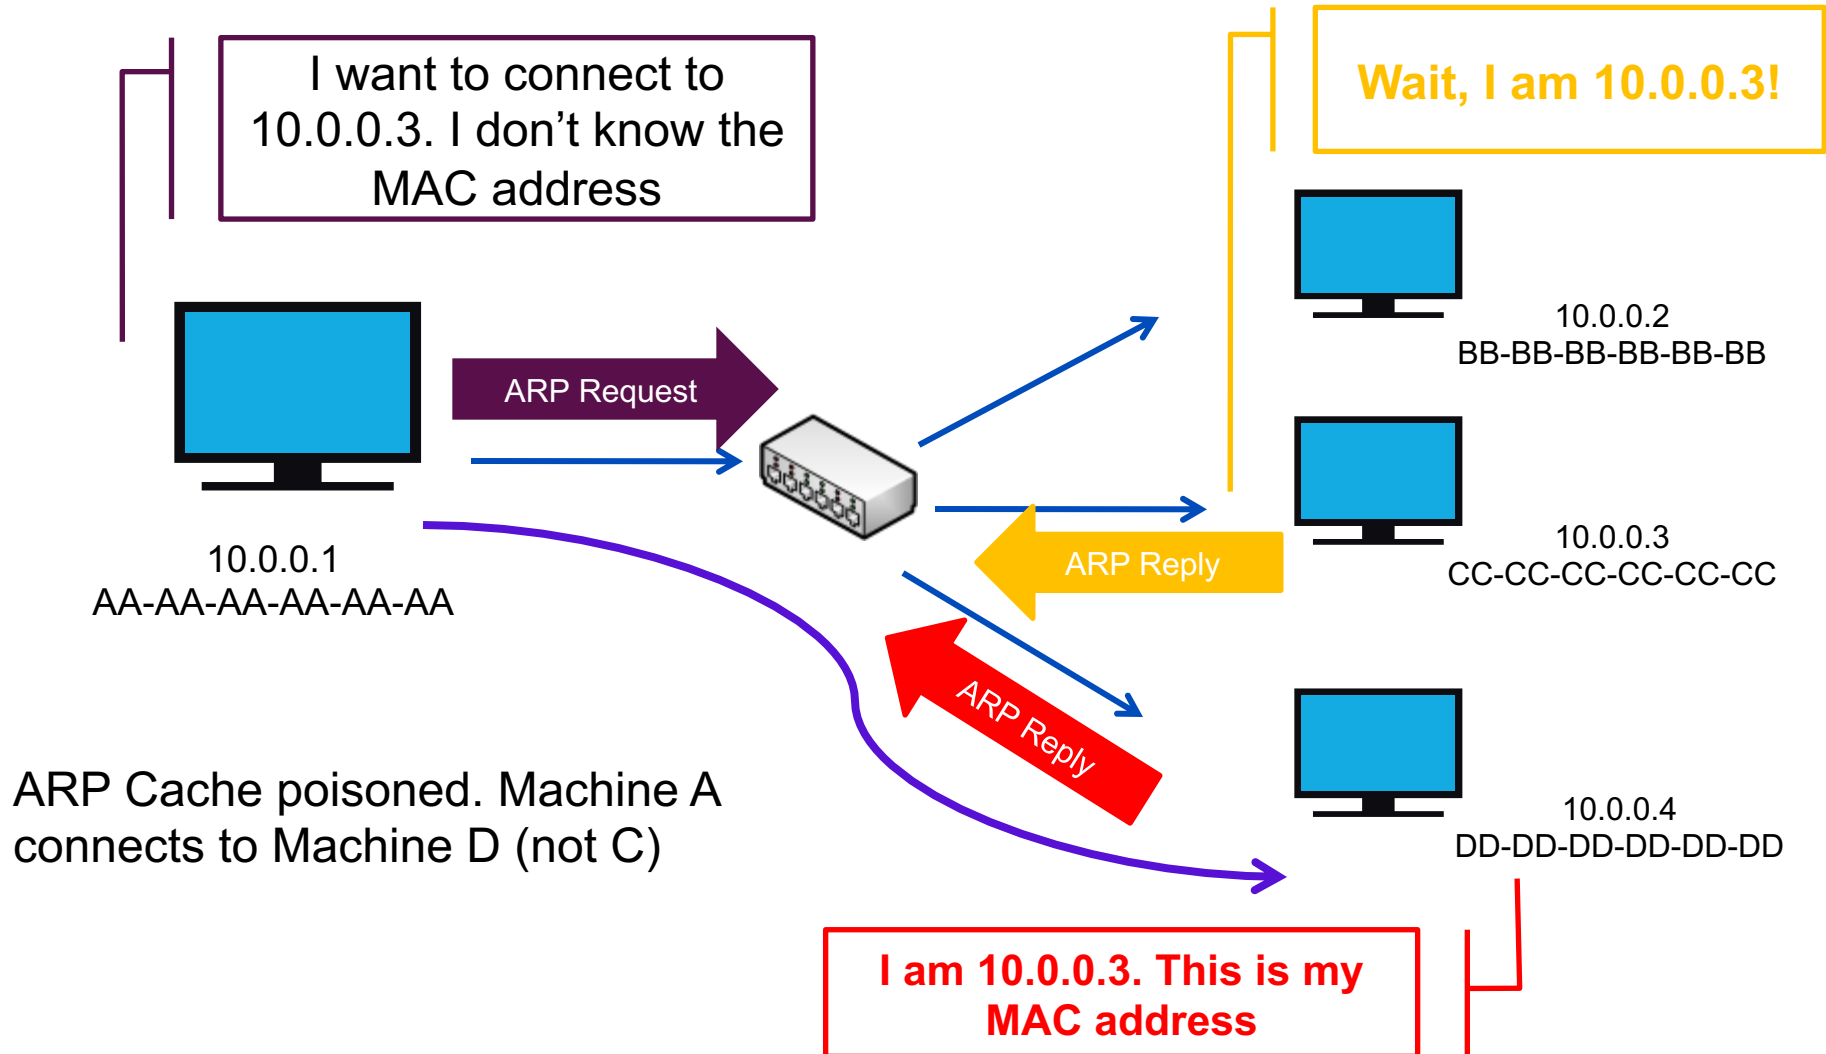 I want to connect to
10.0.0.3. I don’t know the
MAC address
Wait, I am 10.0.0.3!
10.0.0.2
BB-BB-BB-BB-BB-BB
ARP Request
10.0.0.1
AA-AA-AA-AA-AA-AA
10.0.0.3
CC-CC-CC-CC-CC-CC
ARP Reply
ARP Reply
ARP Cache poisoned. Machine A
connects to Machine D (not C)
10.0.0.4
DD-DD-DD-DD-DD-DD
I am 10.0.0.3. This is my
MAC address